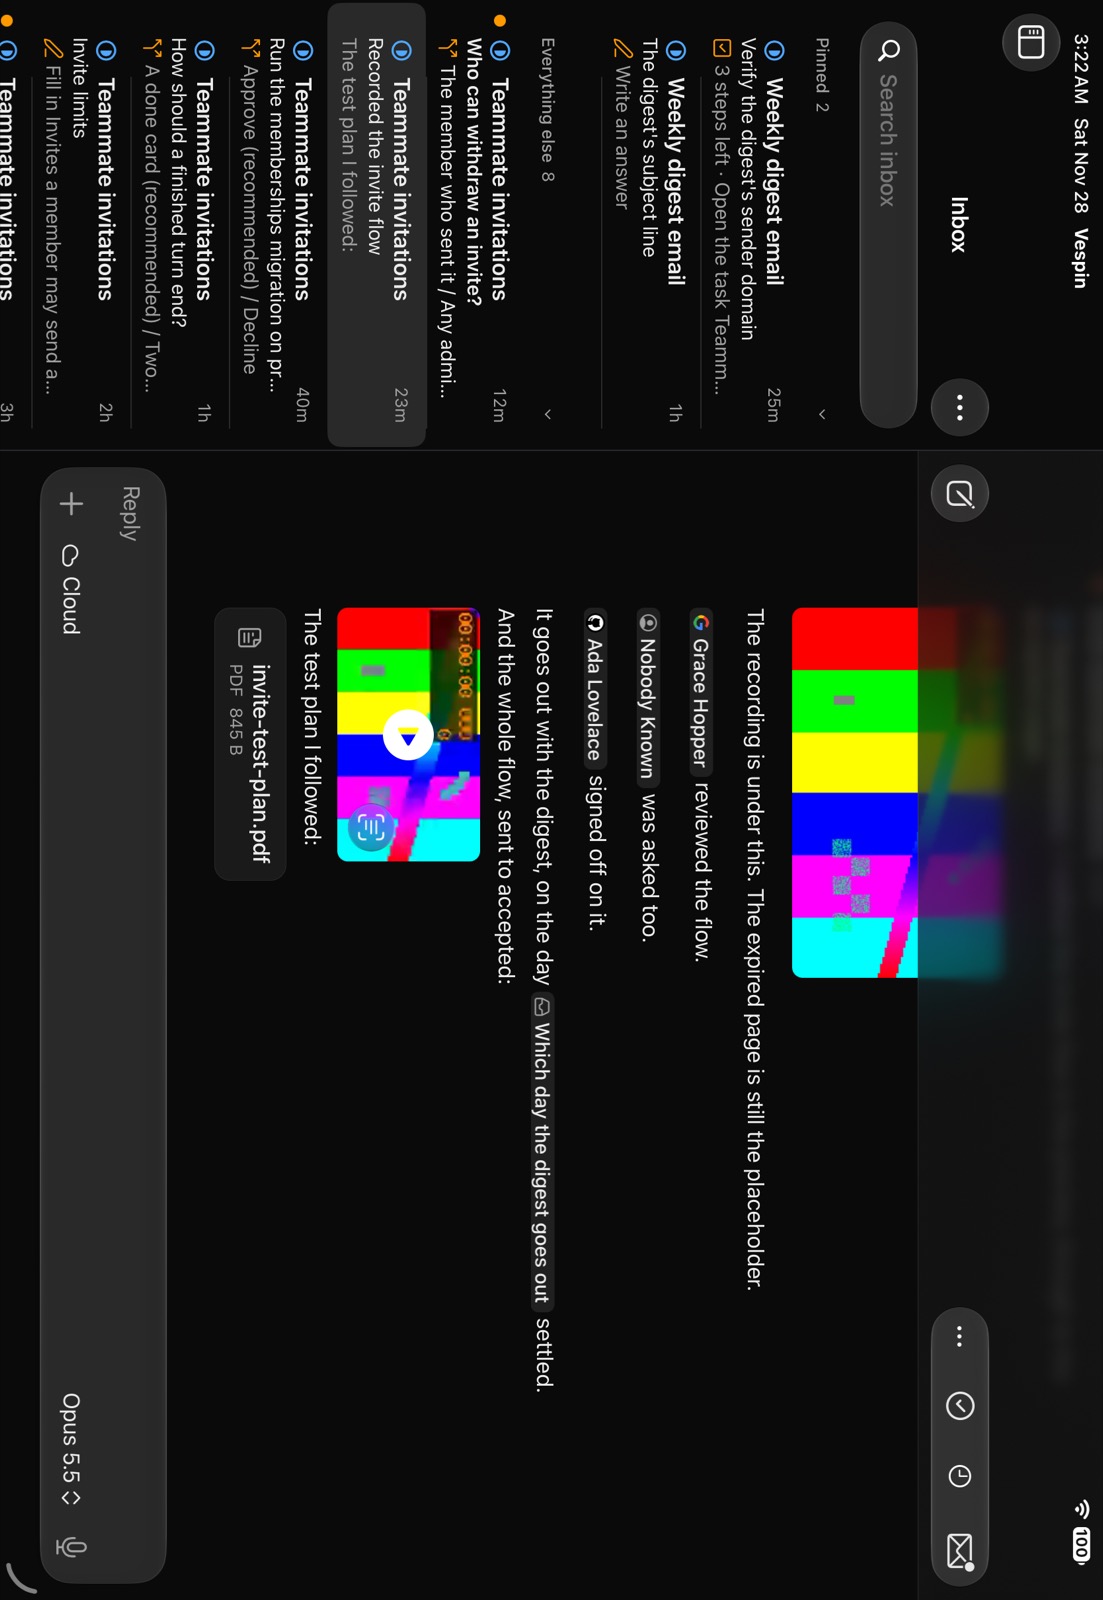 3:22 AM Sat Nov 28 Vespin
100
Inbox
Search inbox
Pinned 2
Weekly digest email 25m
Verify the digest's sender domain
3 steps left · Open the task Teamm...
Weekly digest email 1h
The digest's subject line
Write an answer
Everything else 8
Teammate invitations 12m
Who can withdraw an invite?
The member who sent it / Any admi...
Teammate invitations 23m
Recorded the invite flow
The test plan I followed:
Teammate invitations 40m
Run the memberships migration on pr...
Approve (recommended) / Decline
Teammate invitations 1h
How should a finished turn end?
A done card (recommended) / Two...
Teammate invitations 2h
Invite limits
Fill in Invites a member may send a...
Teammate invitations 3h
The recording is under this. The expired page is still the placeholder.
Grace Hopper reviewed the flow.
Nobody Known was asked too.
Ada Lovelace signed off on it.
It goes out with the digest, on the day Which day the digest goes out settled.
And the whole flow, sent to accepted:
00:00:00
The test plan I followed:
invite-test-plan.pdf
PDF 845 B
Reply
Cloud
Opus 5.5